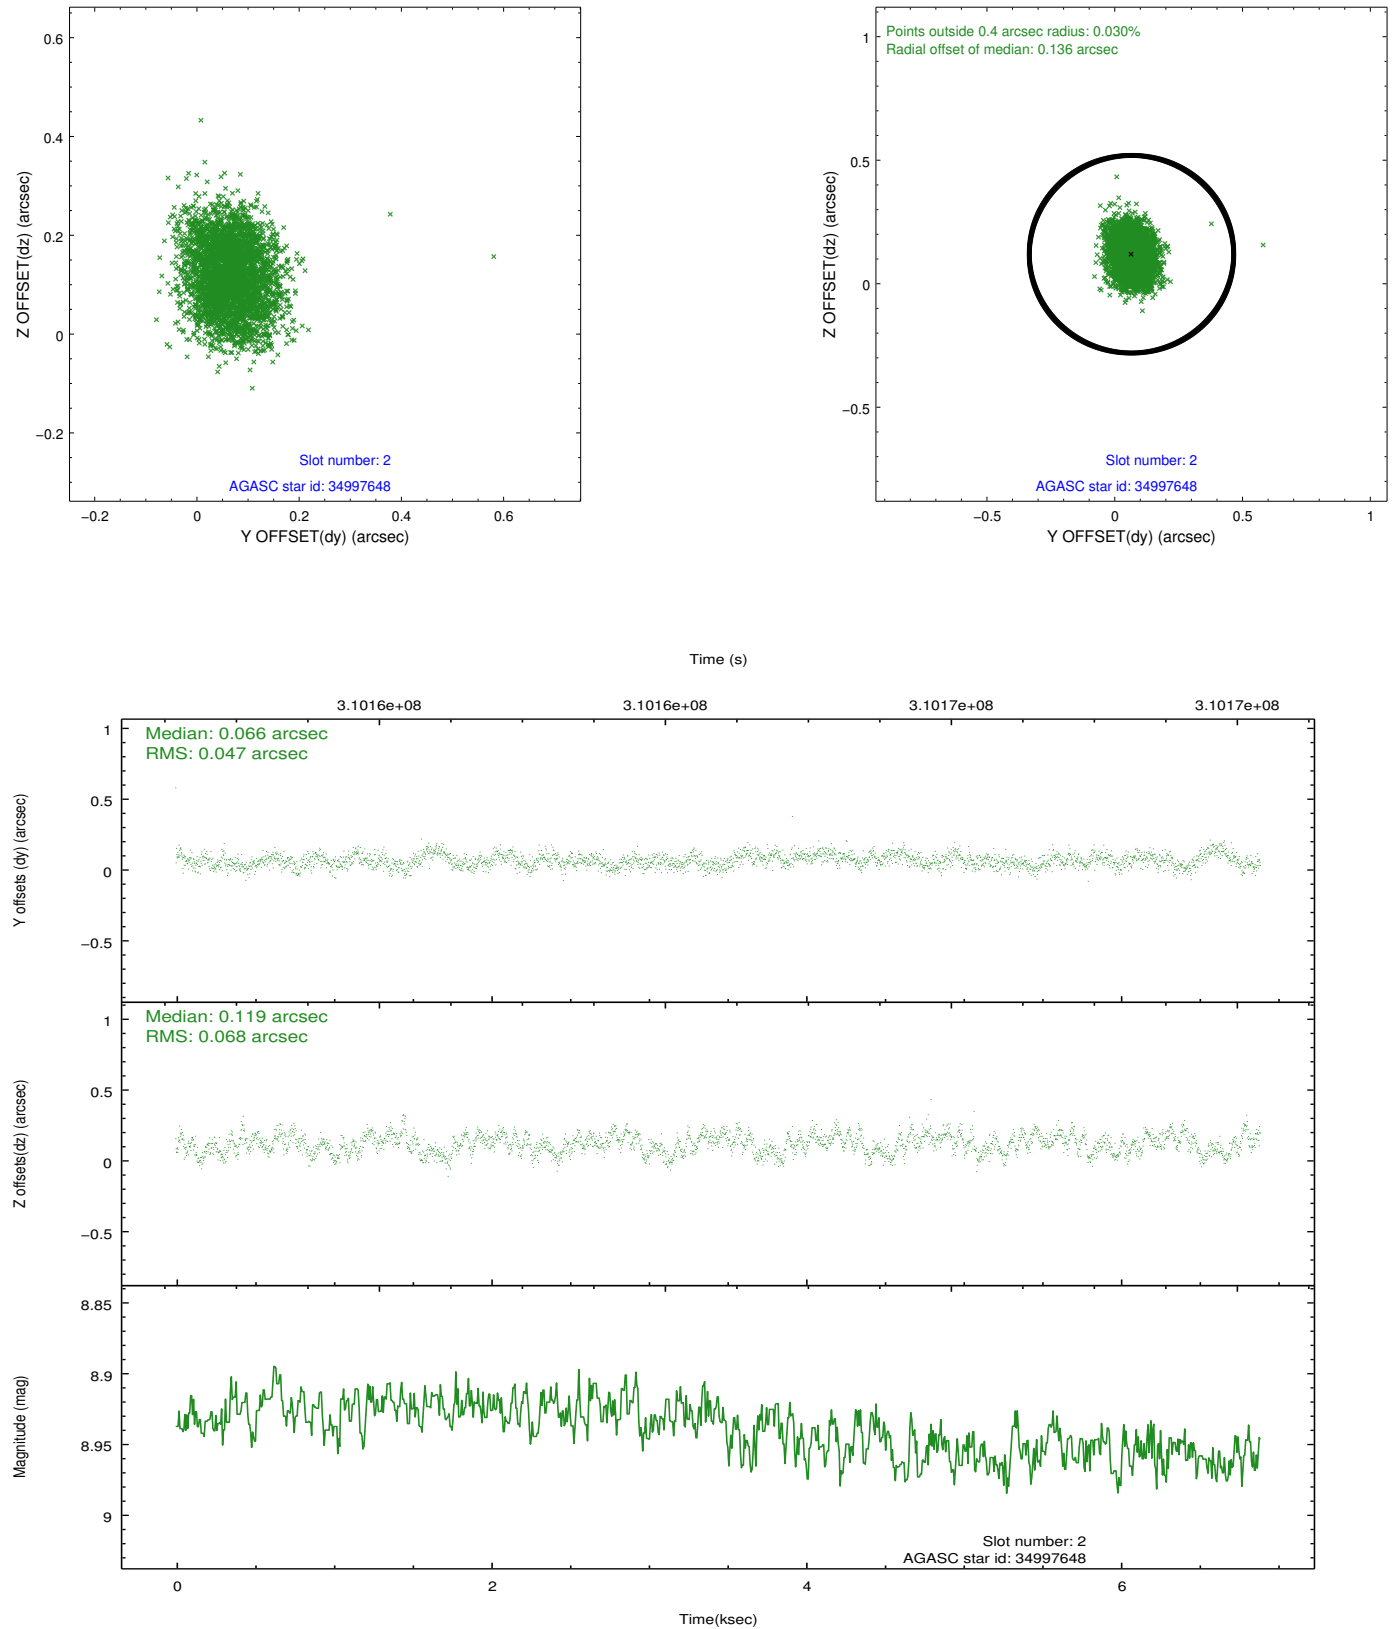 0.6
0.4
0.2
0
−0.2
Z OFFSET(dz) (arcsec)
Slot number: 2
AGASC star id: 34997648
−0.2 0 0.2 0.4 0.6
Y OFFSET(dy) (arcsec)
Points outside 0.4 arcsec radius: 0.030%
Radial offset of median: 0.136 arcsec
1
0.5
0
−0.5
Z OFFSET(dz) (arcsec)
Slot number: 2
AGASC star id: 34997648
−0.5 0 0.5 1
Y OFFSET(dy) (arcsec)
Time (s)
3.1016e+08 3.1016e+08 3.1017e+08 3.1017e+08
Median: 0.066 arcsec
RMS: 0.047 arcsec
1
0.5
0
−0.5
Y offsets (dy) (arcsec)
Median: 0.119 arcsec
RMS: 0.068 arcsec
1
0.5
0
−0.5
Z offsets(dz) (arcsec)
8.85
8.9
8.95
9
Magnitude (mag)
Slot number: 2
AGASC star id: 34997648
0 2 4 6
Time(ksec)